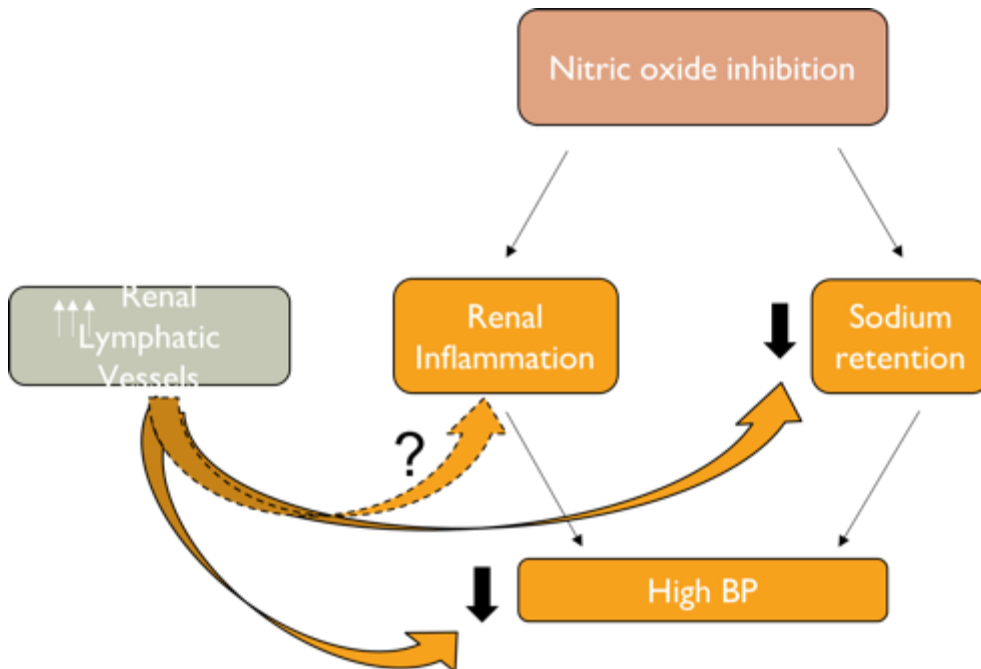 Nitric oxide inhibition
Renal
Lymphatic
Vessels
Renal
Inflammation
Sodium
retention
?
High BP